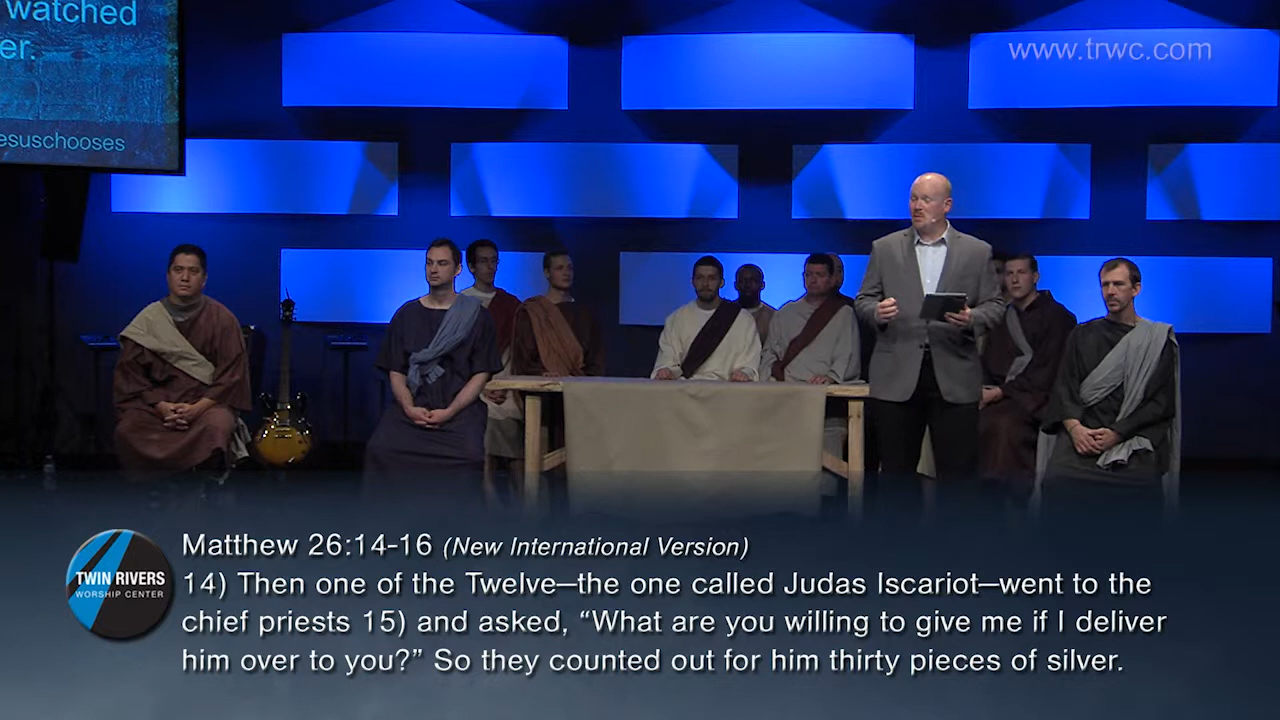 watched
er.
esuschooses
www.trwc.com
Matthew 26:14-16 (New International Version)
14) Then one of the Twelve—the one called Judas Iscariot—went to the
chief priests 15) and asked, “What are you willing to give me if I deliver
him over to you?” So they counted out for him thirty pieces of silver.
TWIN RIVERS
WORSHIP CENTER